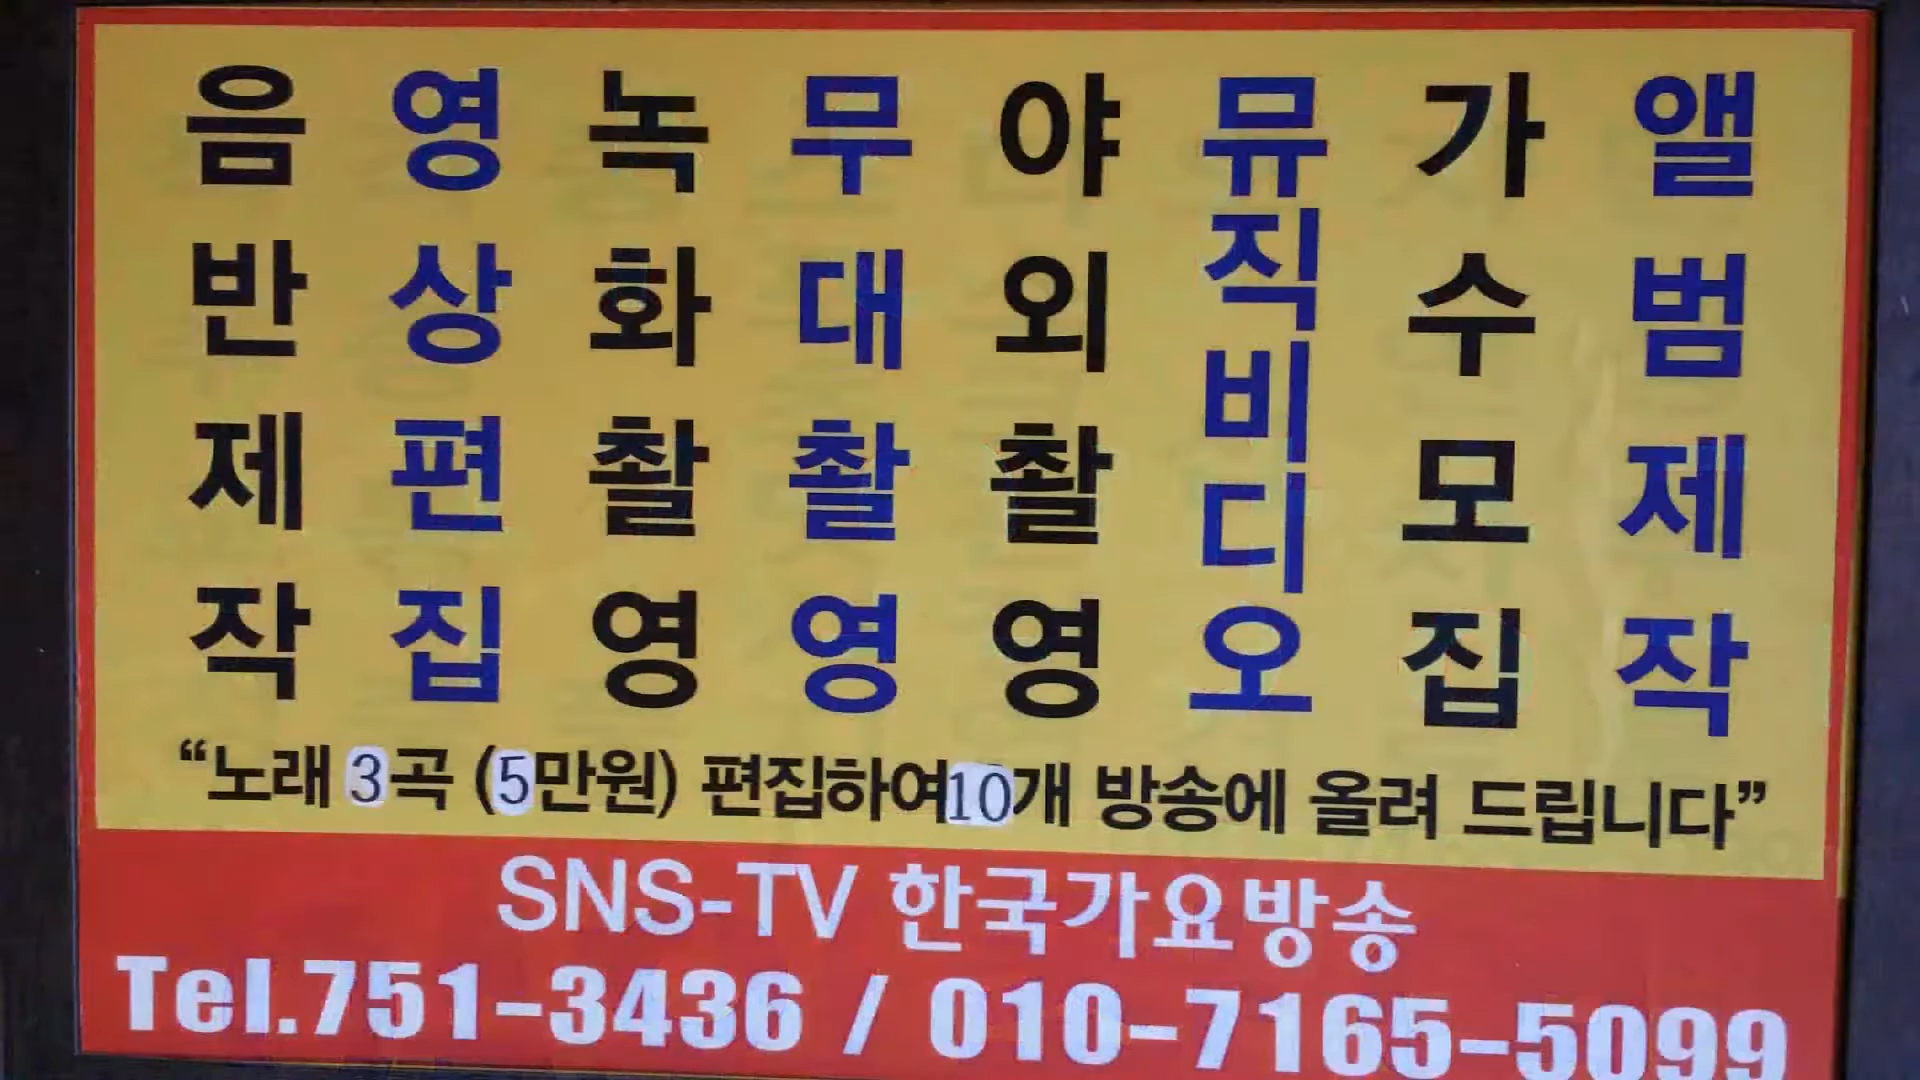 음반제작
영상편집
녹화촬영
무대촬영
야외촬영
뮤직비디오
가수모집
앨범제작
“노래 3곡 (5만원) 편집하여 10개 방송에 올려 드립니다”
SNS-TV 한국가요방송
Tel.751-3436 / 010-7165-5099